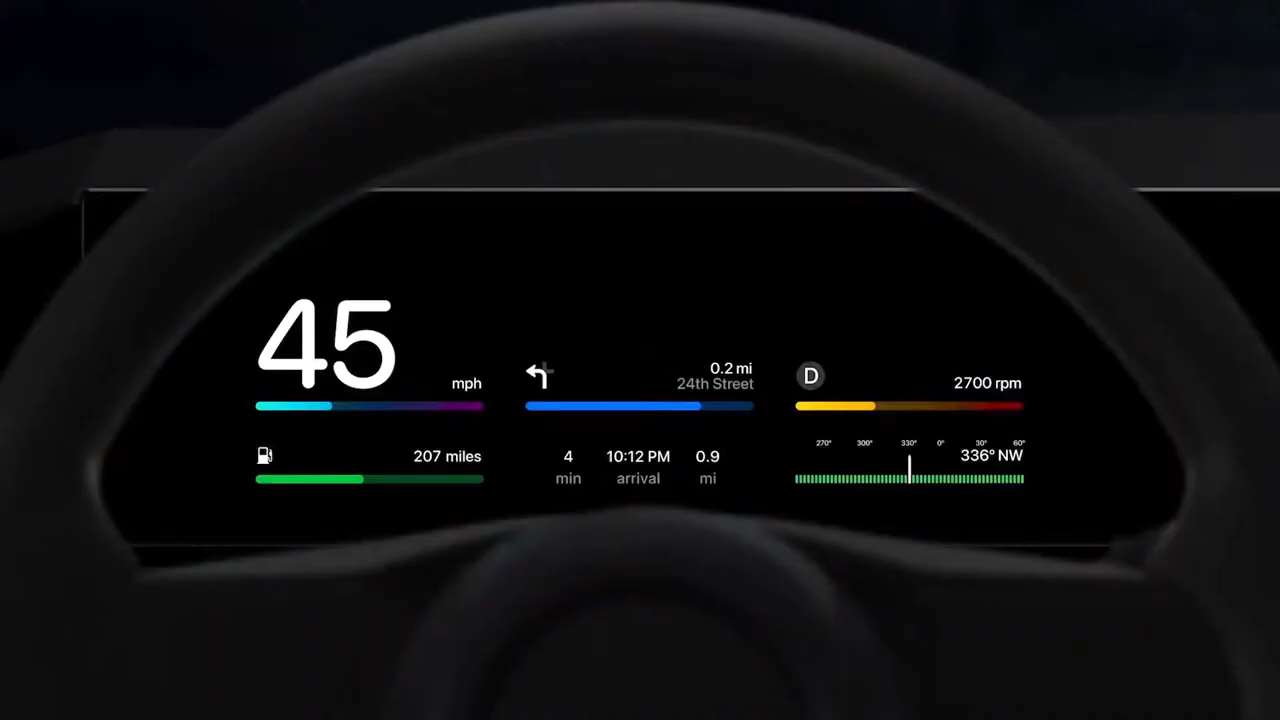 45
mph
0.2 mi
24th Street
D
2700 rpm
207 miles
4
min
10:12 PM
arrival
0.9
mi
270° 300° 330° 0° 30° 60°
336° NW